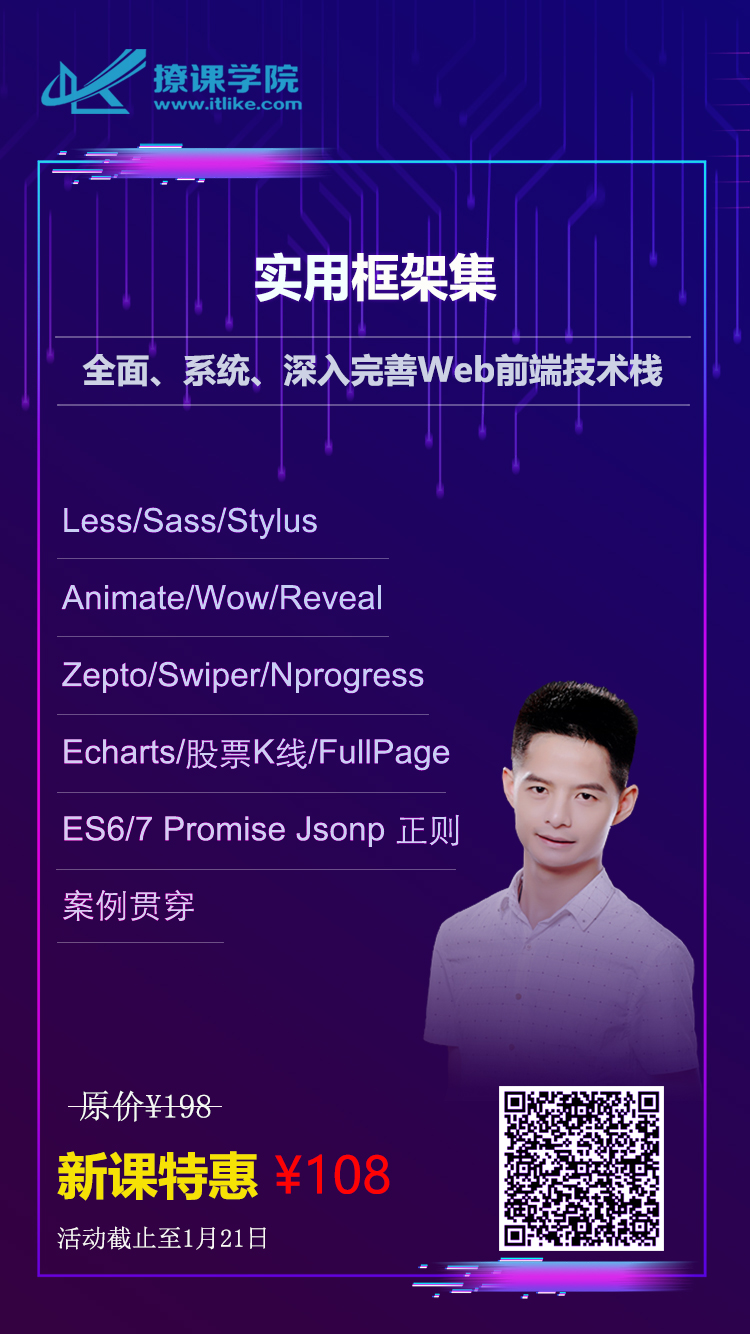 撩课学院
www.itlike.com
实用框架集
全面、系统、深入完善Web前端技术栈
Less/Sass/Stylus
Animate/Wow/Reveal
Zepto/Swiper/Nprogress
Echarts/股票K线/FullPage
ES6/7 Promise Jsonp 正则
案例贯穿
原价¥198
新课特惠 ¥108
活动截止至1月21日